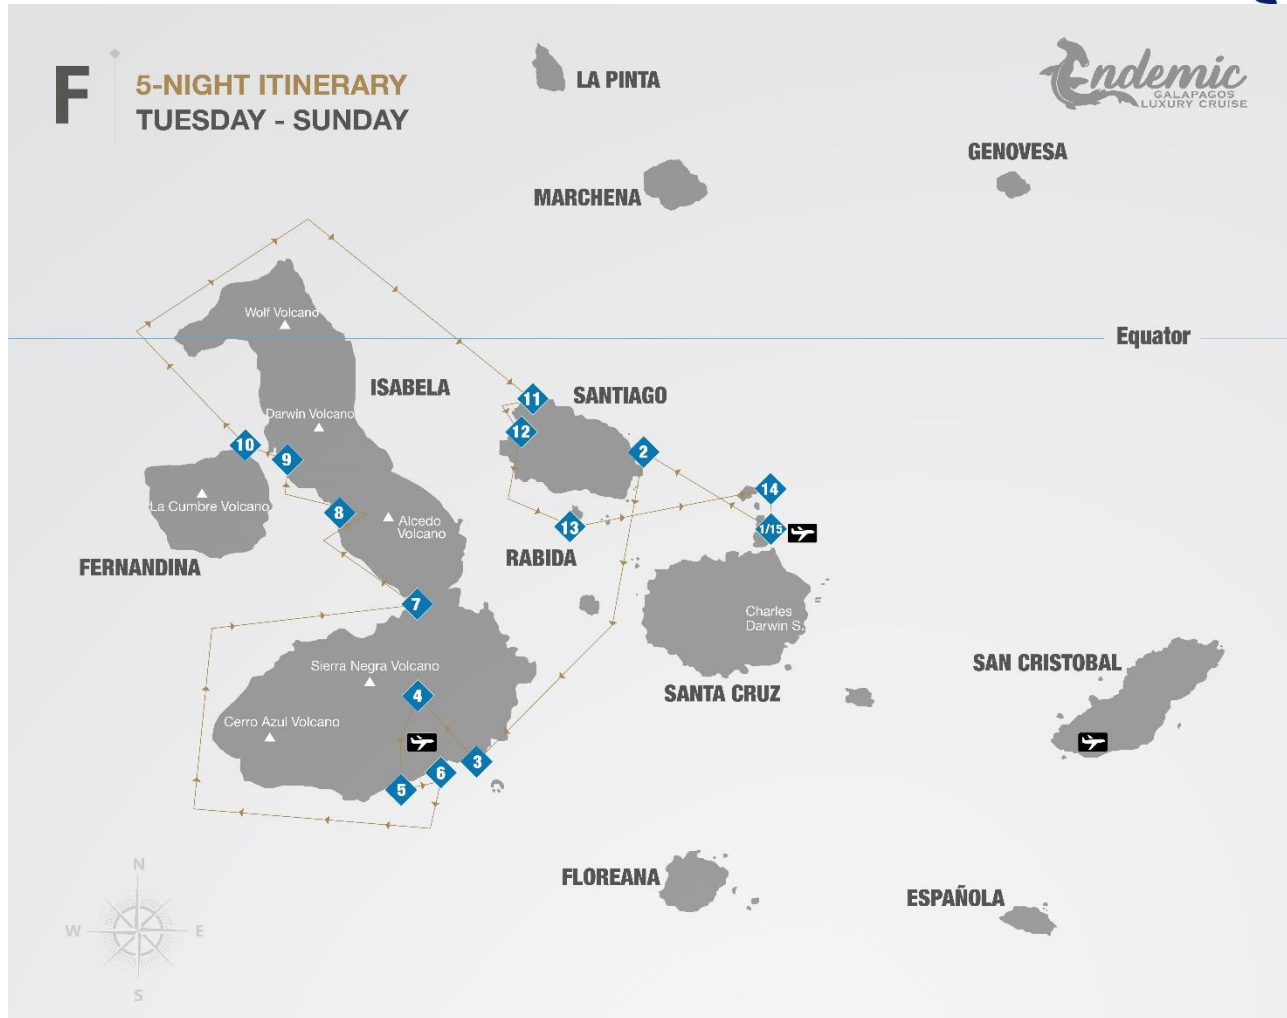 F
5-NIGHT ITINERARY
TUESDAY - SUNDAY
LA PINTA
Endemic
GALAPAGOS
LUXURY CRUISE
GENOVESA
MARCHENA
Wolf Volcano
Equator
ISABELA
SANTIAGO
11
Darwin Volcano
12
10
9
2
14
La Cumbre Volcano
8
Alcedo
Volcano
13
1/15
FERNANDINA
RABIDA
7
Charles
Darwin S.
Sierra Negra Volcano
SAN CRISTOBAL
4
SANTA CRUZ
Cerro Azul Volcano
3
6
5
N
W
E
S
FLOREANA
ESPAÑOLA